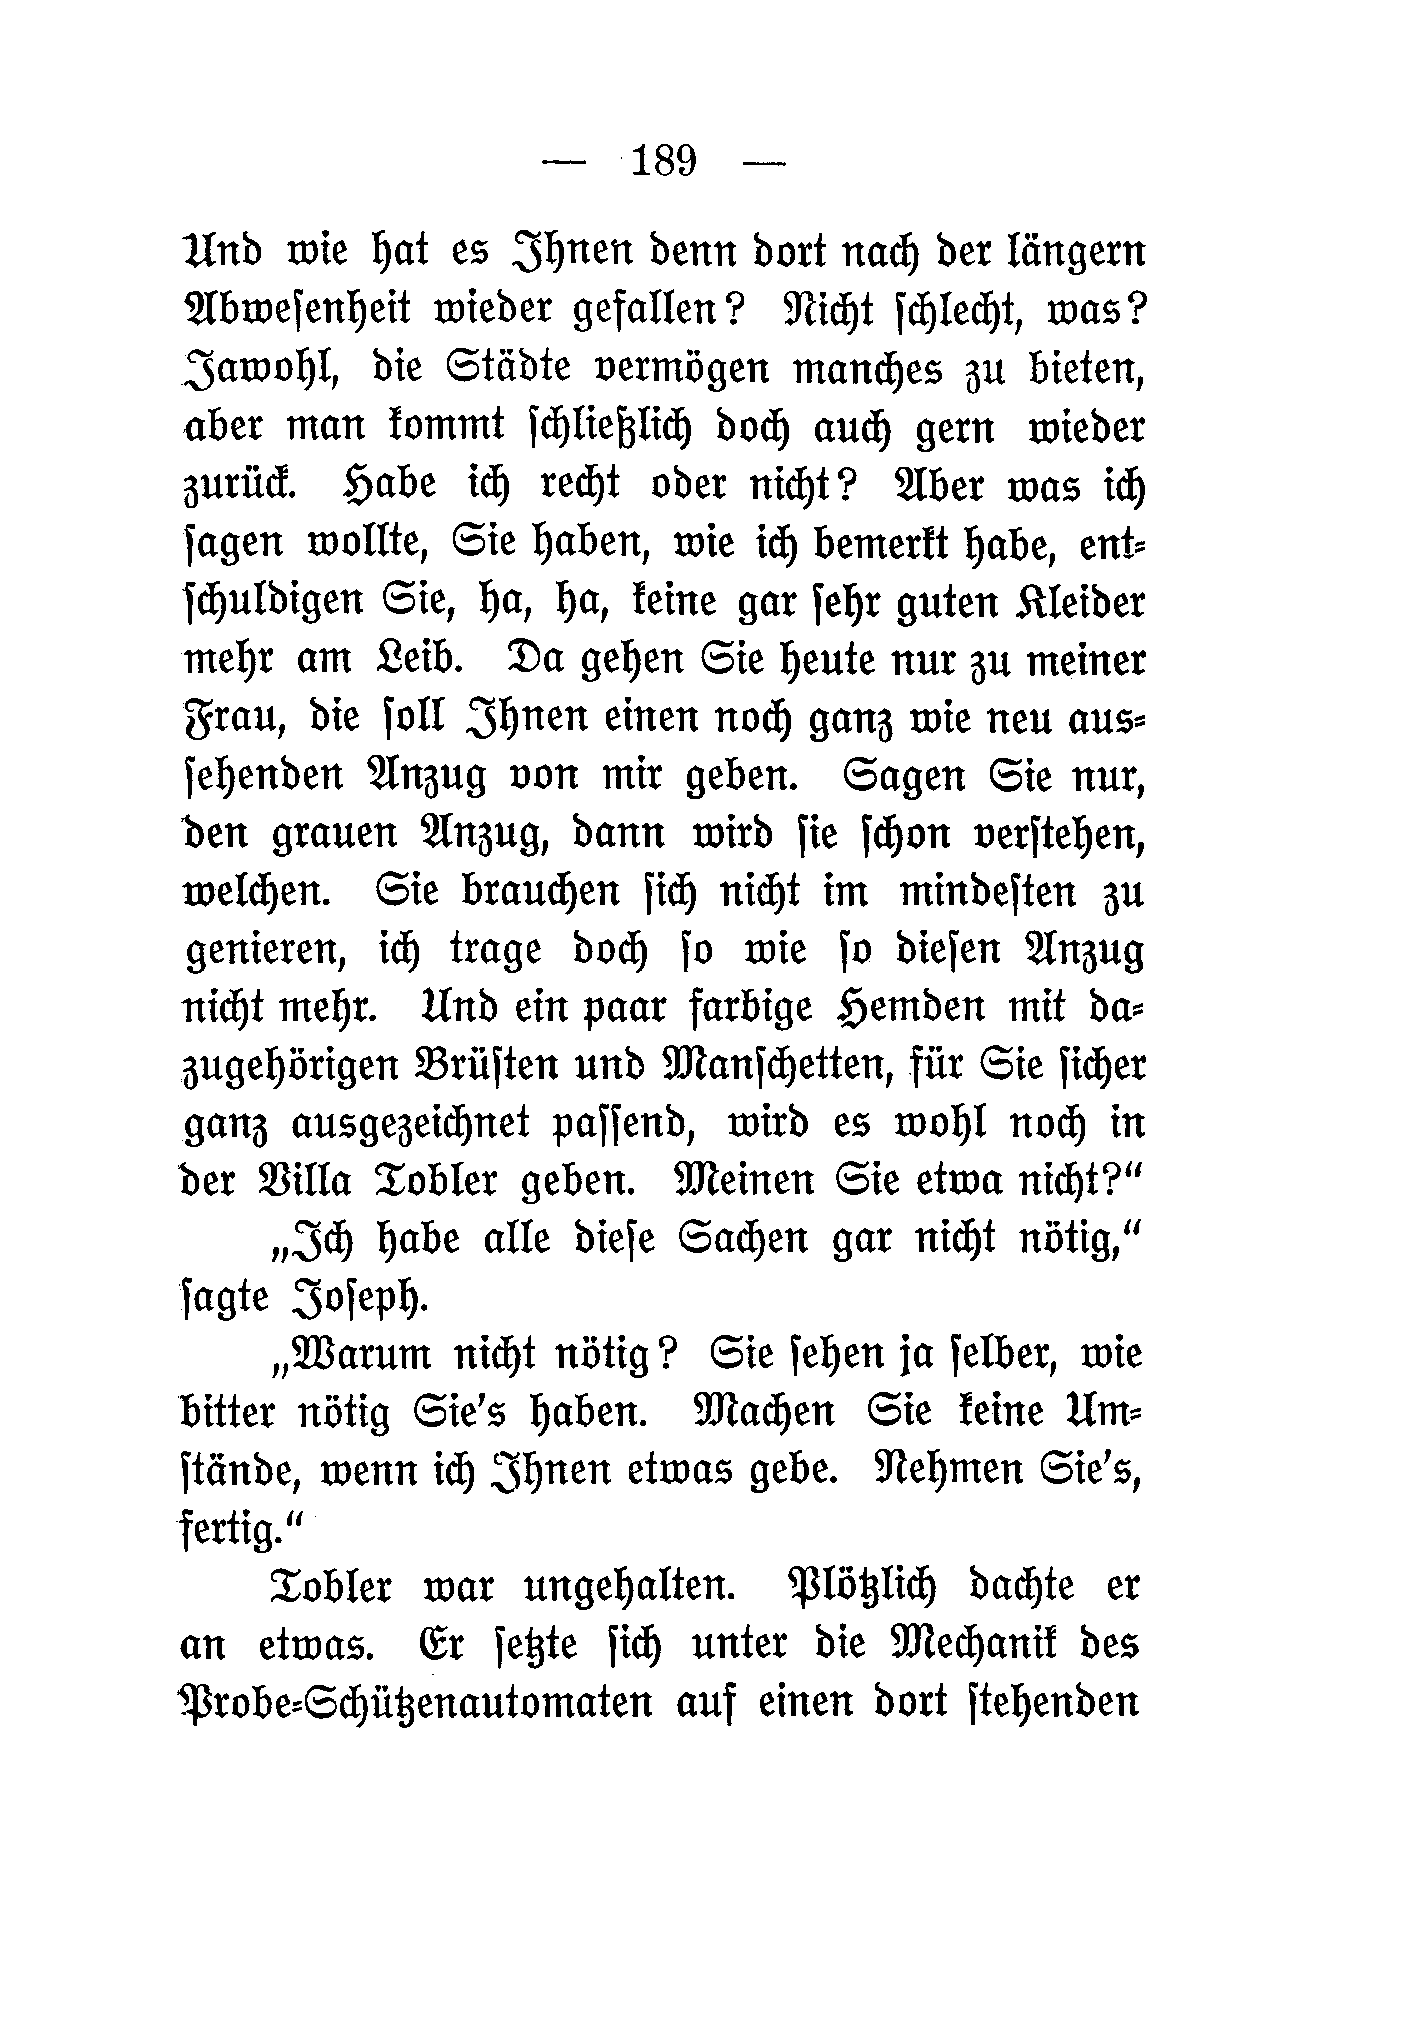 — 189 —
Und wie hat es Ihnen denn dort nach der längern
Abwesenheit wieder gefallen? Nicht schlecht, was?
Jawohl, die Städte vermögen manches zu bieten,
aber man kommt schließlich doch auch gern wieder
zurück. Habe ich recht oder nicht? Aber was ich
sagen wollte, Sie haben, wie ich bemerkt habe, ent-
schuldigen Sie, ha, ha, keine gar sehr guten Kleider
mehr am Leib. Da gehen Sie heute nur zu meiner
Frau, die soll Ihnen einen noch ganz wie neu aus-
sehenden Anzug von mir geben. Sagen Sie nur,
den grauen Anzug, dann wird sie schon verstehen,
welchen. Sie brauchen sich nicht im mindesten zu
genieren, ich trage doch so wie so diesen Anzug
nicht mehr. Und ein paar farbige Hemden mit da-
zugehörigen Brüsten und Manschetten, für Sie sicher
ganz ausgezeichnet passend, wird es wohl noch in
der Villa Tobler geben. Meinen Sie etwa nicht?“
„Ich habe alle diese Sachen gar nicht nötig,“
sagte Joseph.
„Warum nicht nötig? Sie sehen ja selber, wie
bitter nötig Sie's haben. Machen Sie keine Um-
stände, wenn ich Ihnen etwas gebe. Nehmen Sie's,
fertig.“
Tobler war ungehalten. Plötzlich dachte er
an etwas. Er setzte sich unter die Mechanik des
Probe-Schützenautomaten auf einen dort stehenden